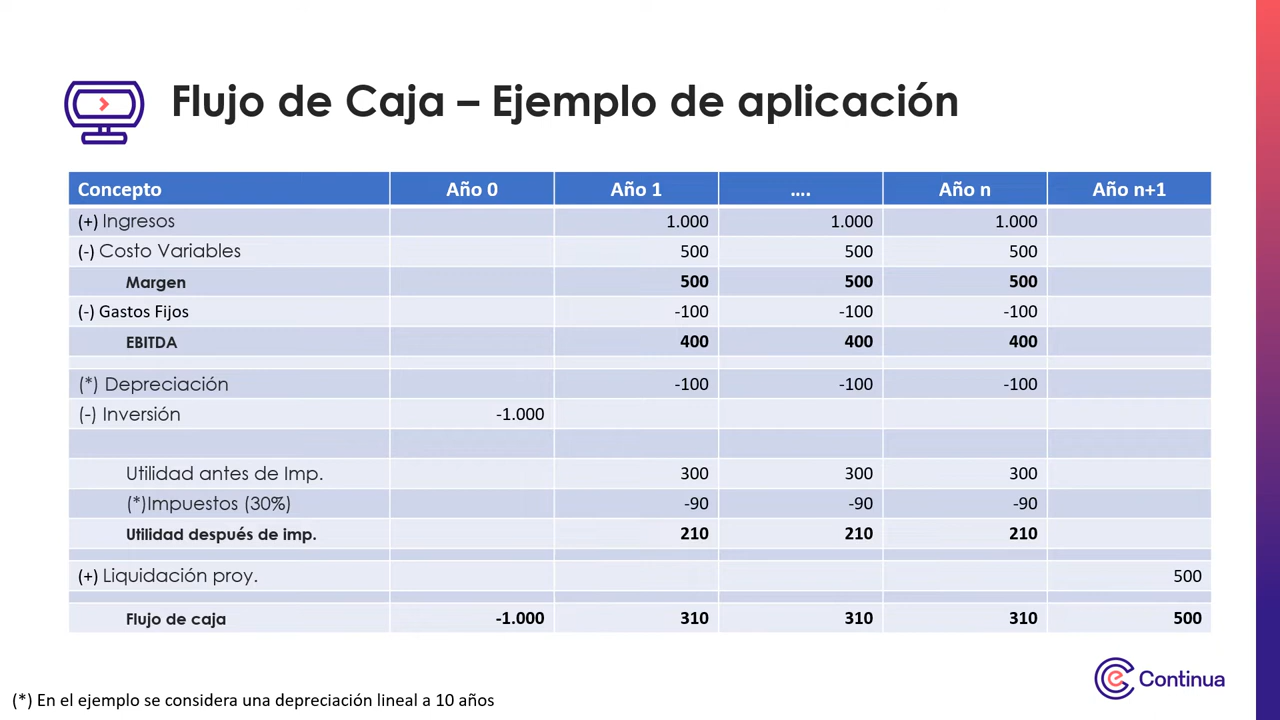 Flujo de Caja – Ejemplo de aplicación
Concepto Año 0 Año 1 .... Año n Año n+1
(+) Ingresos 1.000 1.000 1.000
(-) Costo Variables 500 500 500
Margen 500 500 500
(-) Gastos Fijos -100 -100 -100
EBITDA 400 400 400
(*) Depreciación -100 -100 -100
(-) Inversión -1.000
Utilidad antes de Imp. 300 300 300
(*)Impuestos (30%) -90 -90 -90
Utilidad después de imp. 210 210 210
(+) Liquidación proy. 500
Flujo de caja -1.000 310 310 310 500
e Continua
(*) En el ejemplo se considera una depreciación lineal a 10 años